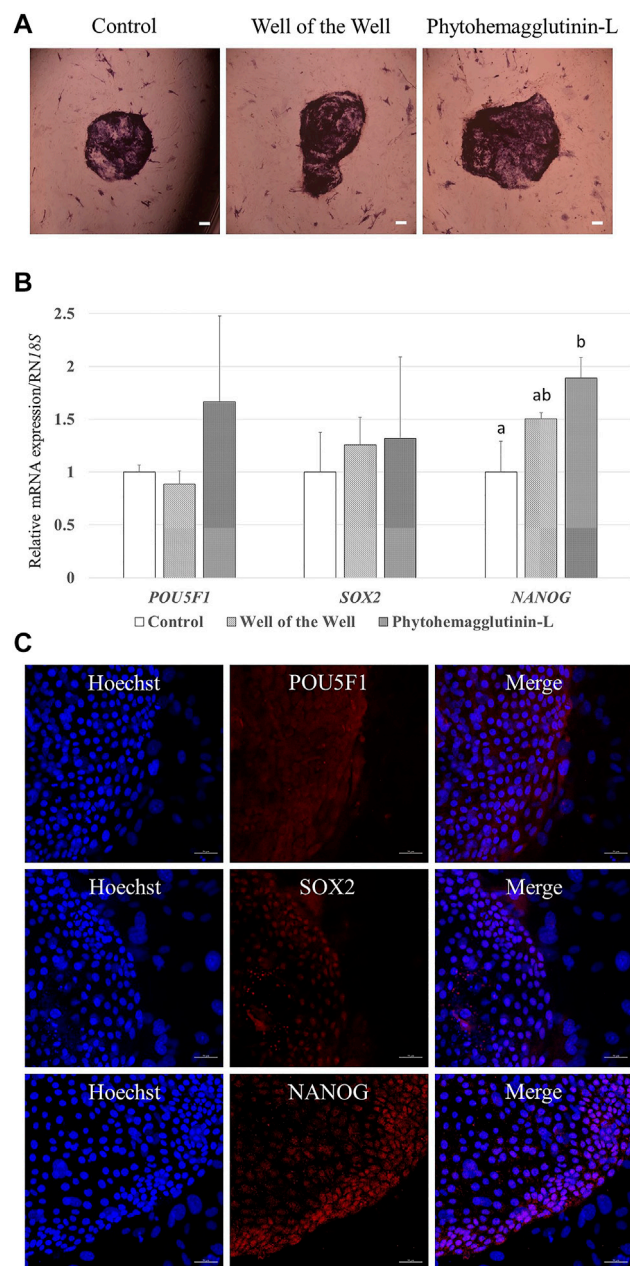 A
Control Well of the Well Phytohemagglutinin-L
B
Relative mRNA expression/RN18S
2.5
2
1.5
1
0.5
0
a
ab
b
POU5F1 SOX2 NANOG
Control Well of the Well Phytohemagglutinin-L
C
Hoechst POU5F1 Merge
Hoechst SOX2 Merge
Hoechst NANOG Merge